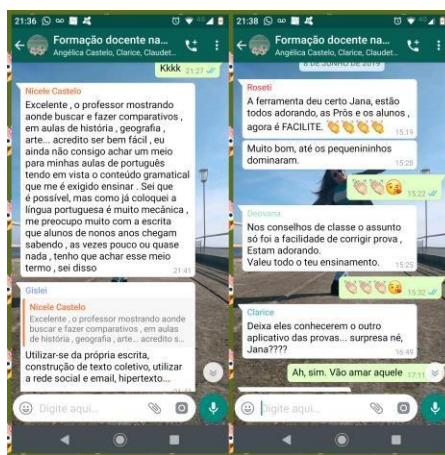 21:36
Formação docente na...
Angélica Castelo, Clarice, Claudet...
Kkkk 21:27
Nicele Castelo
Excelente , o professor mostrando
aonde buscar e fazer comparativos ,
em aulas de história , geografia ,
arte... acredito ser bem fácil , eu
ainda não consigo achar um meio
para minhas aulas de português
tendo em vista o conteúdo gramatical
que me é exigido ensinar . Sei que
é possível, mas como já coloquei a
língua portuguesa é muito mecânica ,
me preocupo muito com a escrita
que alunos de nonos anos chegam
sabendo , as vezes pouco ou quase
nada , tenho que achar esse meio
termo , sei disso
21:41
Gislei
Nicele Castelo
Excelente , o professor mostrando aonde
buscar e fazer comparativos , em aulas
de história , geografia , arte... acredito s...
Utilizar-se da própria escrita,
construção de texto coletivo, utilizar
a rede social e email, hipertexto...
Digite aqui...
21:38
Formação docente na...
Angélica Castelo, Clarice, Claudet...
8 DE JUNHO DE 2019
Roseti
A ferramenta deu certo Jana, estão
todos adorando, as Prôs e os alunos ,
agora é FACILITE.
15:19
Muito bom, até os pequenininhos
dominaram.
15:20
15:22
Deovana
Nos conselhos de classe o assunto
só foi a facilidade de corrigir prova ,
Estam adorando.
Valeu todo o teu ensinamento.
15:25
15:32
Clarice
Deixa eles conhecerem o outro
aplicativo das provas... surpresa né,
Jana????
16:49
Ah, sim. Vão amar aquele 17:11
Digite aqui...